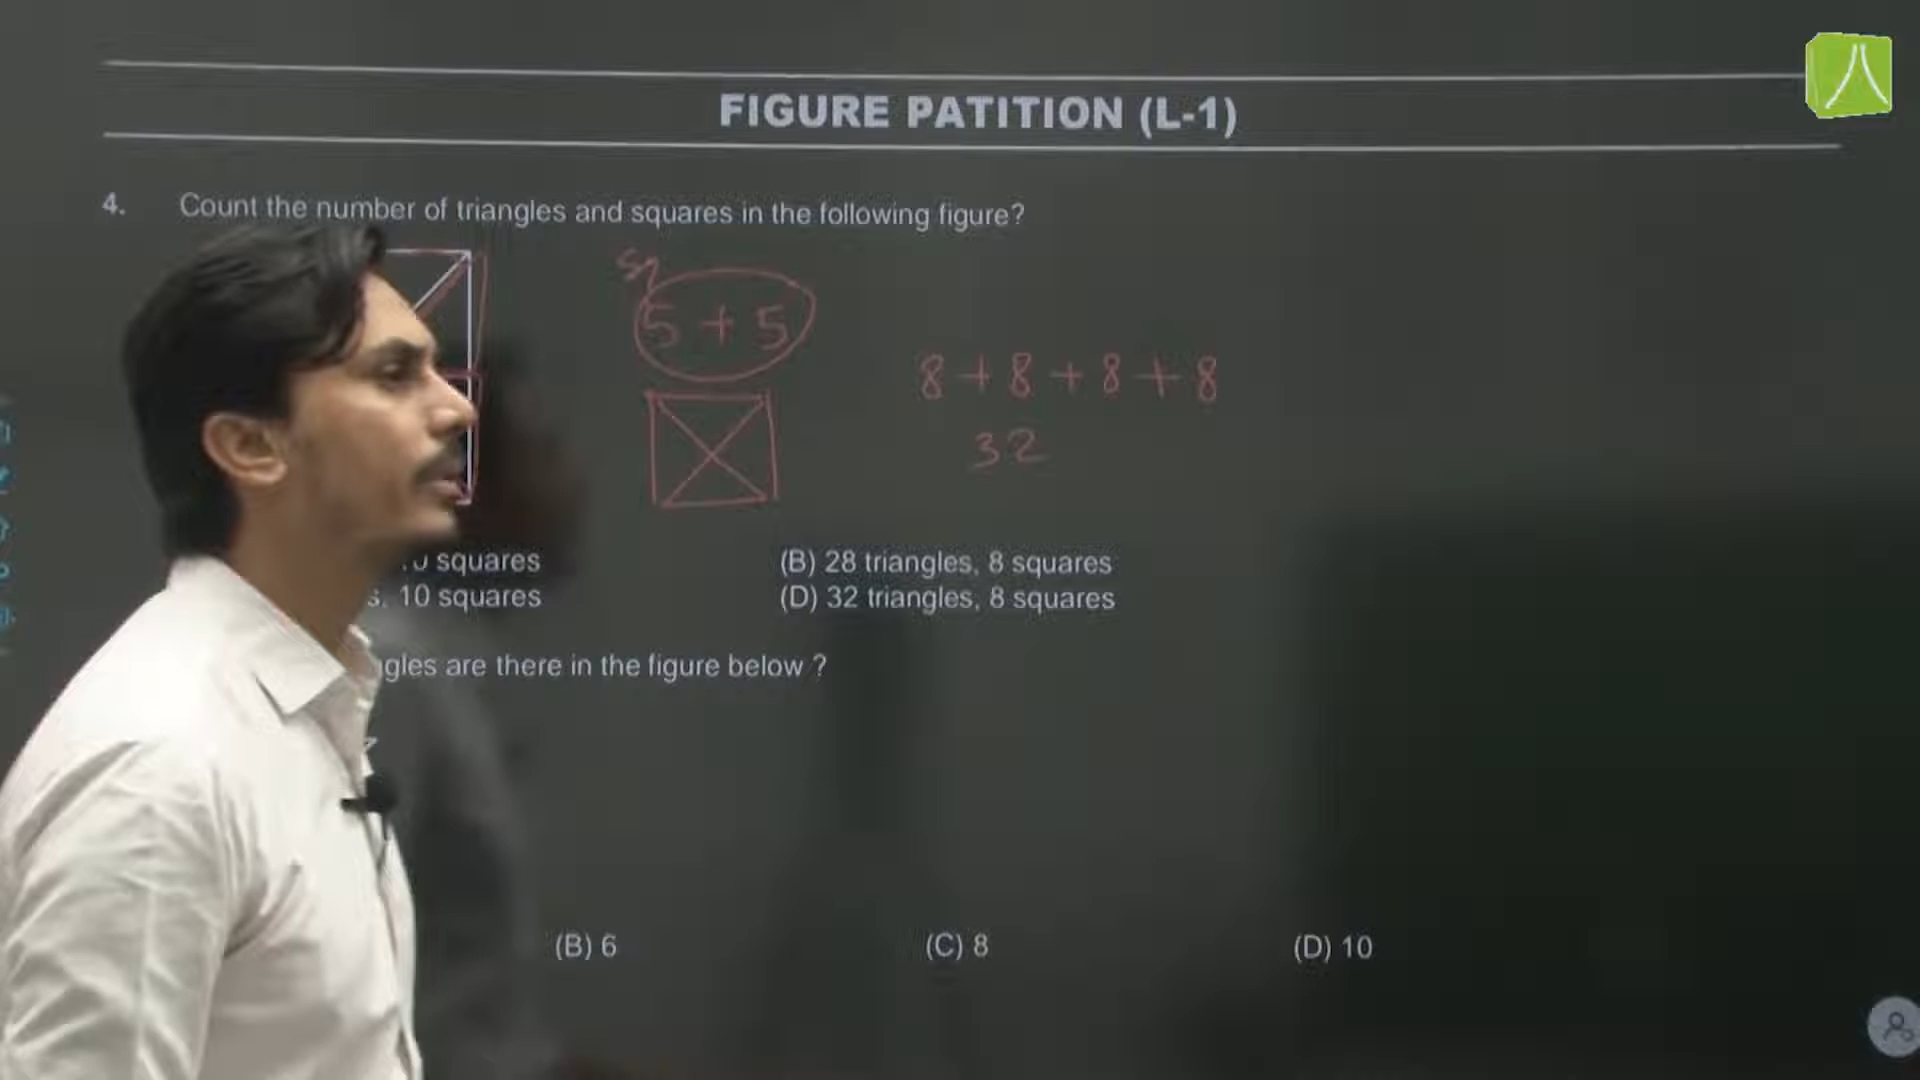 FIGURE PATITION (L-1)
4. Count the number of triangles and squares in the following figure?
Sq
5 + 5
8 + 8 + 8 + 8
32
squares
(B) 28 triangles, 8 squares
s, 10 squares
(D) 32 triangles, 8 squares
gles are there in the figure below ?
(B) 6
(C) 8
(D) 10